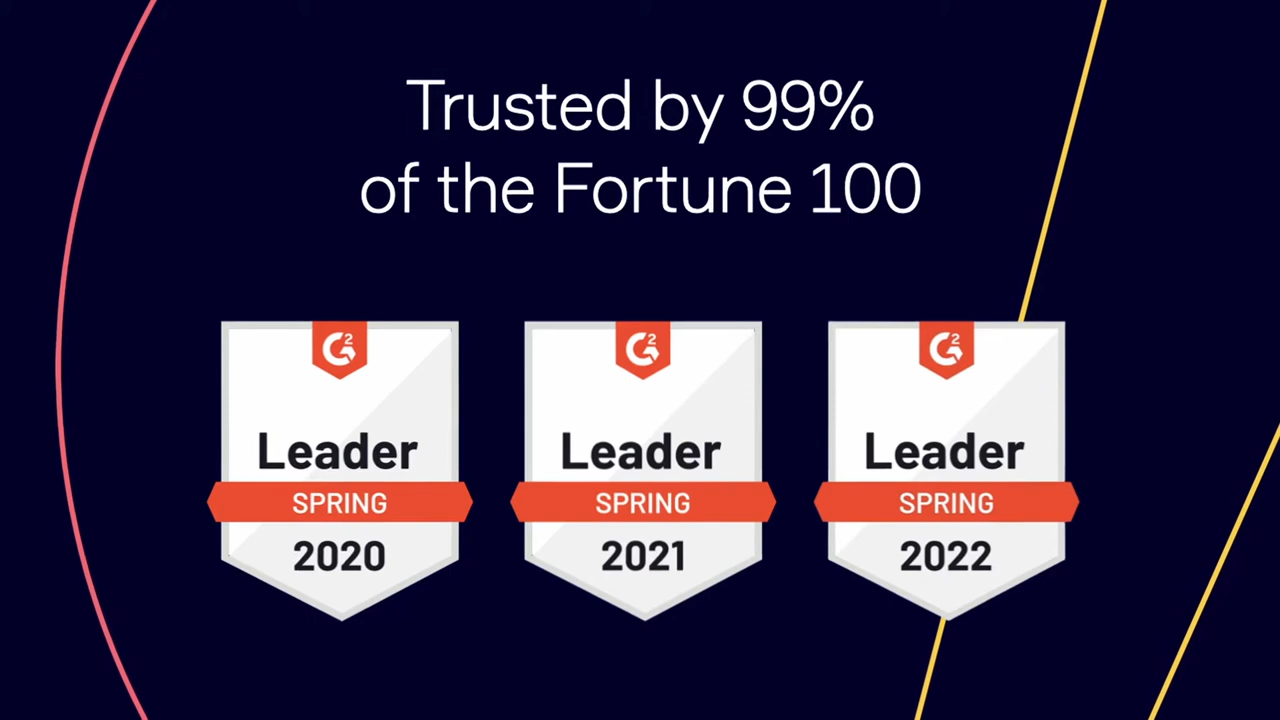 Trusted by 99%
of the Fortune 100
G2
Leader
SPRING
2020
G2
Leader
SPRING
2021
G2
Leader
SPRING
2022